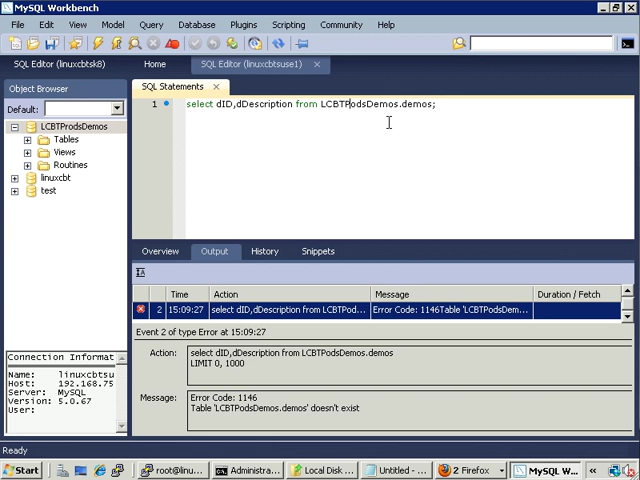 MySQL Workbench
File Edit View Model Query Database Plugins Scripting Community Help
SQL Editor (linuxcbtsk8) Home SQL Editor (linuxcbtsuse1)
Object Browser
Default:
LCBTProdsDemos
Tables
Views
Routines
linuxcbt
test
Connection Informat
Name: linuxcbtsu
Host: 192.168.75
Server: MySQL
Version: 5.0.67
User:
SQL Statements
1 select dID,dDescription from LCBTPodsDemos.demos;
Overview Output History Snippets
Time Action Message Duration / Fetch
2 15:09:27 select dID,dDescription from LCBTPod... Error Code: 1146Table 'LCBTPodsDem...
Event 2 of type Error at 15:09:27
Action: select dID,dDescription from LCBTPodsDemos.demos
LIMIT 0, 1000
Message: Error Code: 1146
Table 'LCBTPodsDemos.demos' doesn't exist
Ready
Start root@linu... Administra... Local Disk ... Untitled - ... 2 Firefox MySQL W... «